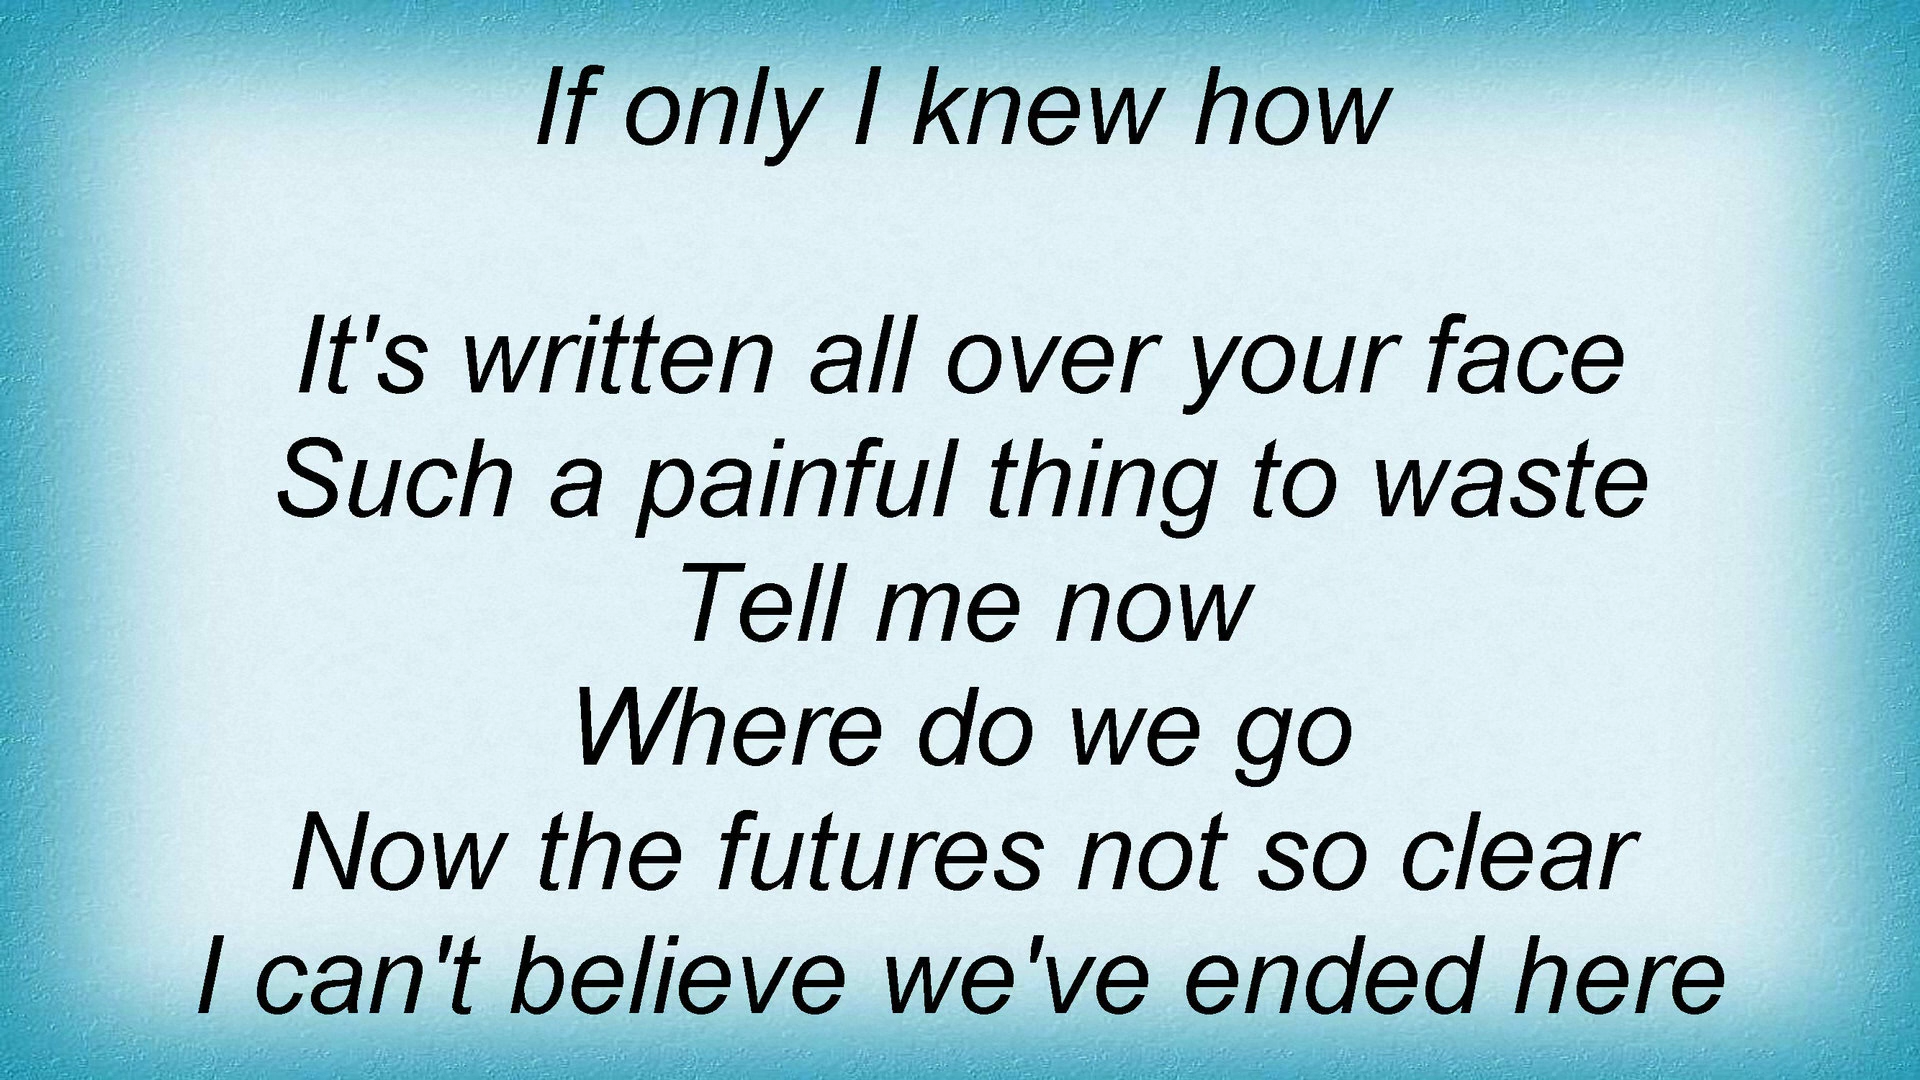 If only I knew how
It's written all over your face
Such a painful thing to waste
Tell me now
Where do we go
Now the futures not so clear
I can't believe we've ended here